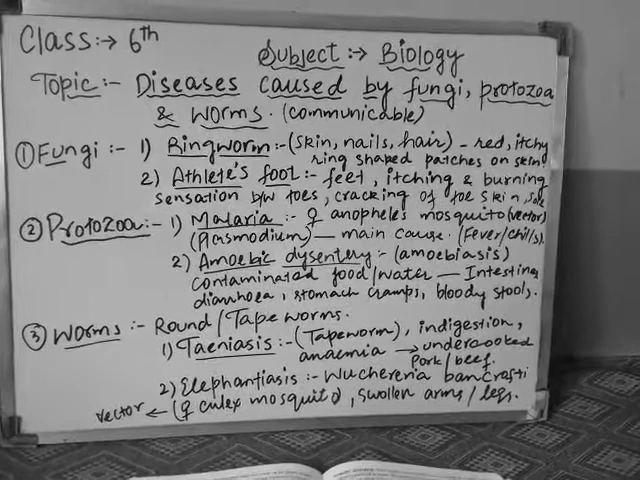 Class:→ 6th
Subject:→ Biology
Topic:- Diseases caused by fungi, protozoa
& worms. (communicable)
① Fungi:- 1) Ringworm:- (skin, nails, hair) - red, itchy
ring shaped patches on skin
2) Athlete's foot:- feet, itching & burning
sensation b/w toes, cracking of toe skin, sole
② Protozoa:- 1) Malaria:- ♀ anopheles mosquito (vector)
(Plasmodium) — main cause. (Fever/chills).
2) Amoebic dysentery:- (amoebiasis)
contaminated food/water — Intestine,
diarrhoea, stomach cramps, bloody stools.
③ Worms:- Round/Tape worms.
1) Taeniasis:- (Tapeworm), indigestion,
anaemia → undercooked
Pork/beef.
2) Elephantiasis:- Wuchereria bancrofti
vector ← (♀ culex mosquito), swollen arms/legs.